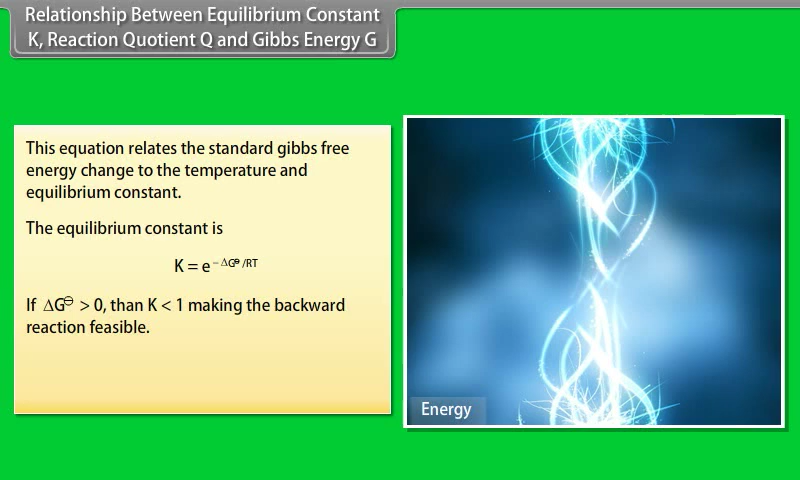 Relationship Between Equilibrium Constant
K, Reaction Quotient Q and Gibbs Energy G
This equation relates the standard gibbs free
energy change to the temperature and
equilibrium constant.
The equilibrium constant is
K = e⁻ ΔG⊖ /RT
If ΔG⊖ > 0, than K < 1 making the backward
reaction feasible.
Energy